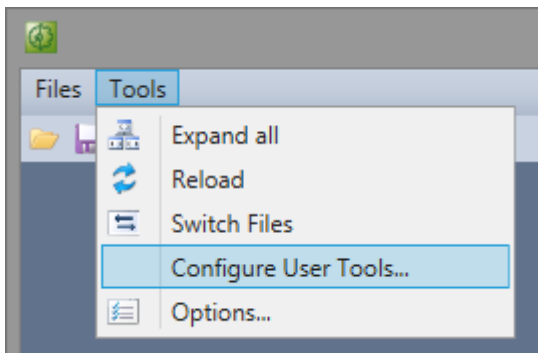 Files Tools
Expand all
Reload
Switch Files
Configure User Tools...
Options...